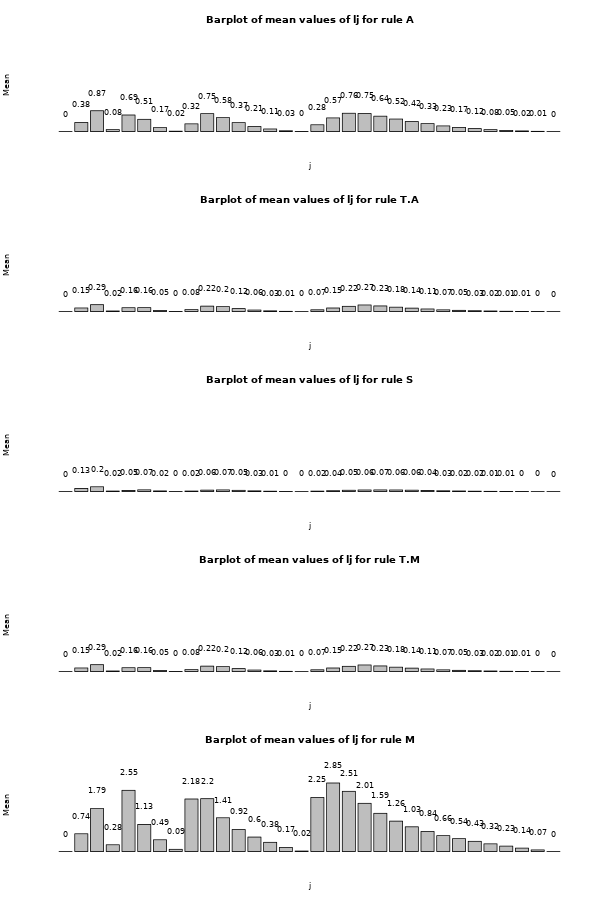 Barplot of mean values of lj for rule A
Mean
0 0.38 0.87 0.08 0.69 0.51 0.17 0.02 0.32 0.75 0.58 0.37 0.21 0.11 0.03 0 0.28 0.57 0.76 0.75 0.64 0.52 0.42 0.33 0.23 0.17 0.12 0.08 0.05 0.02 0.01 0
j
Barplot of mean values of lj for rule T.A
Mean
0 0.15 0.29 0.02 0.16 0.16 0.05 0 0.08 0.22 0.2 0.12 0.06 0.03 0.01 0 0.07 0.15 0.22 0.27 0.23 0.18 0.14 0.11 0.07 0.05 0.03 0.02 0.01 0.01 0 0
j
Barplot of mean values of lj for rule S
Mean
0 0.13 0.2 0.02 0.05 0.07 0.02 0 0.02 0.06 0.07 0.05 0.03 0.01 0 0 0.02 0.04 0.05 0.06 0.07 0.06 0.06 0.04 0.03 0.02 0.02 0.01 0.01 0 0 0
j
Barplot of mean values of lj for rule T.M
Mean
0 0.15 0.29 0.02 0.16 0.16 0.05 0 0.08 0.22 0.2 0.12 0.06 0.03 0.01 0 0.07 0.15 0.22 0.27 0.23 0.18 0.14 0.11 0.07 0.05 0.03 0.02 0.01 0.01 0 0
j
Barplot of mean values of lj for rule M
Mean
0 0.74 1.79 0.28 2.55 1.13 0.49 0.09 2.18 2.2 1.41 0.92 0.6 0.38 0.17 0.02 2.25 2.85 2.51 2.01 1.59 1.26 1.03 0.84 0.66 0.54 0.43 0.32 0.23 0.14 0.07 0
j